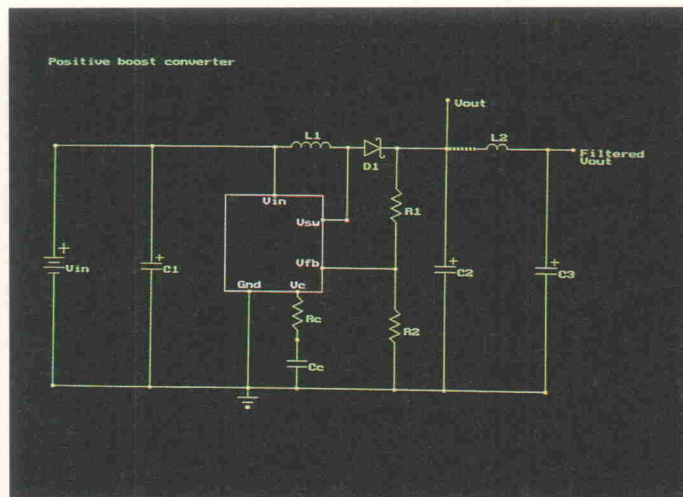 Positive boost converter
Vout
L1
L2
D1
Filtered
Vout
Vin
Vsw
R1
Vfb
Vin
C1
Gnd
Vc
C2
C3
Rc
R2
Cc